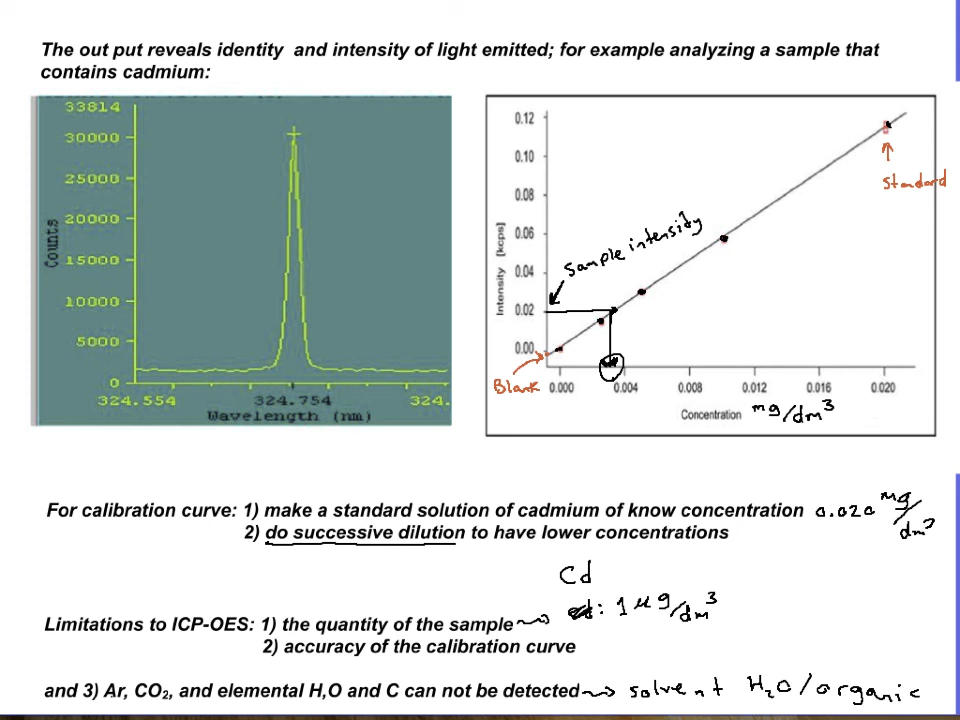 The out put reveals identity and intensity of light emitted; for example analyzing a sample that
contains cadmium:
33814
30000
25000
20000
15000
10000
5000
0
Counts
324.554
324.754
324.
Wavelength (nm)
0.12
0.10
0.08
0.06
0.04
0.02
0.00
Intensity [kcps]
Standard
Sample intensity
Blank
0.000
0.004
0.008
0.012
0.016
0.020
Concentration mg/dm³
For calibration curve: 1) make a standard solution of cadmium of know concentration 0.020 mg/dm³
2) do successive dilution to have lower concentrations
Cd
Limitations to ICP-OES: 1) the quantity of the sample : 1 µg/dm³
2) accuracy of the calibration curve
and 3) Ar, CO₂, and elemental H,O and C can not be detected solvent H₂O/organic